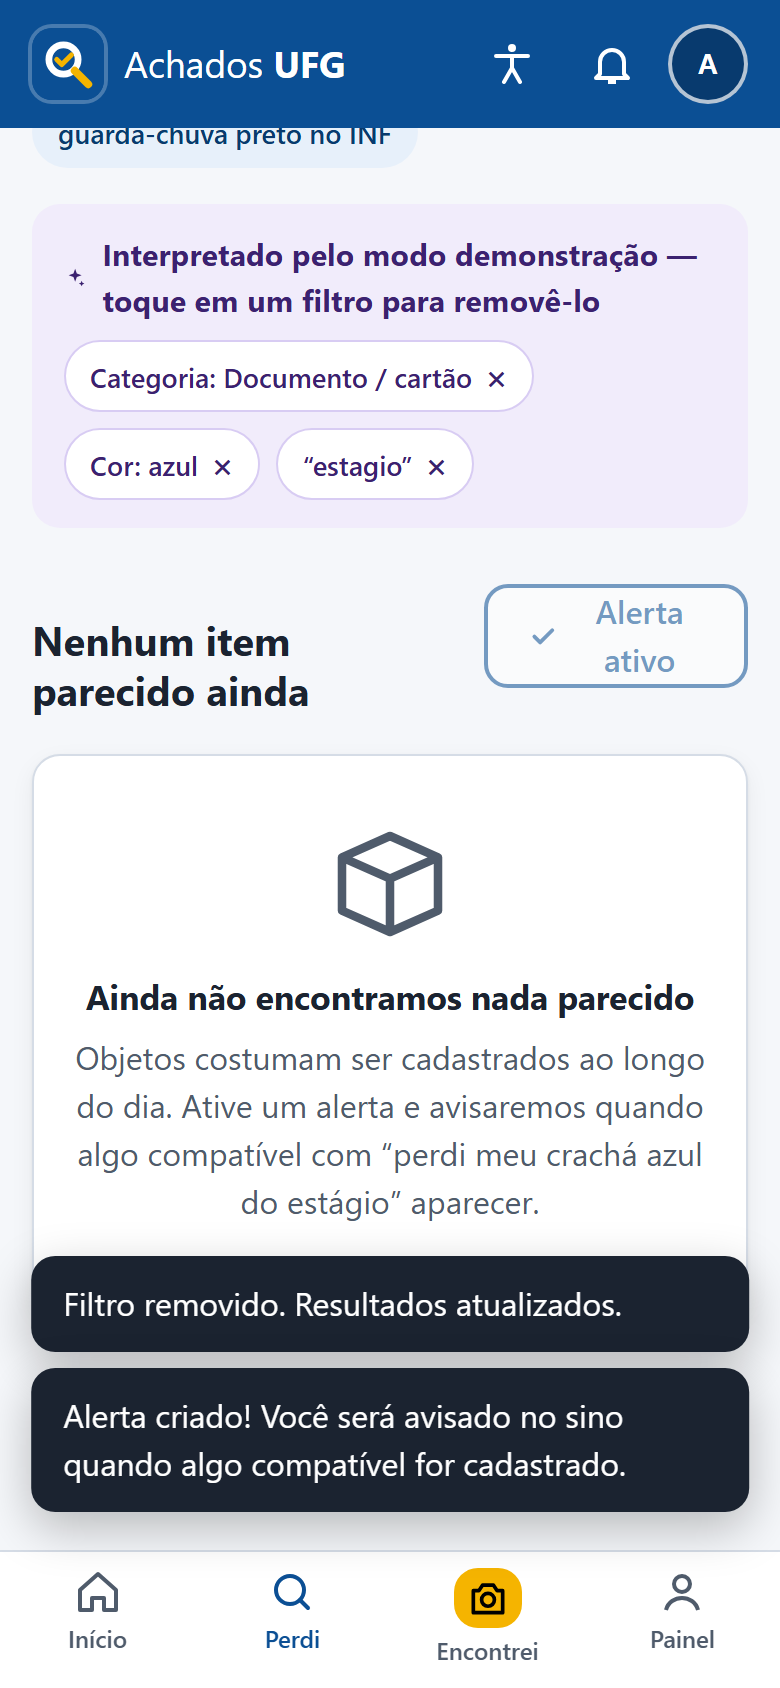 Achados UFG
A
guarda-chuva preto no INF
Interpretado pelo modo demonstração —
toque em um filtro para removê-lo
Categoria: Documento / cartão ×
Cor: azul ×
“estagio” ×
Nenhum item
parecido ainda
Alerta
ativo
Ainda não encontramos nada parecido
Objetos costumam ser cadastrados ao longo
do dia. Ative um alerta e avisaremos quando
algo compatível com “perdi meu crachá azul
do estágio” aparecer.
Filtro removido. Resultados atualizados.
Alerta criado! Você será avisado no sino
quando algo compatível for cadastrado.
Início
Perdi
Encontrei
Painel